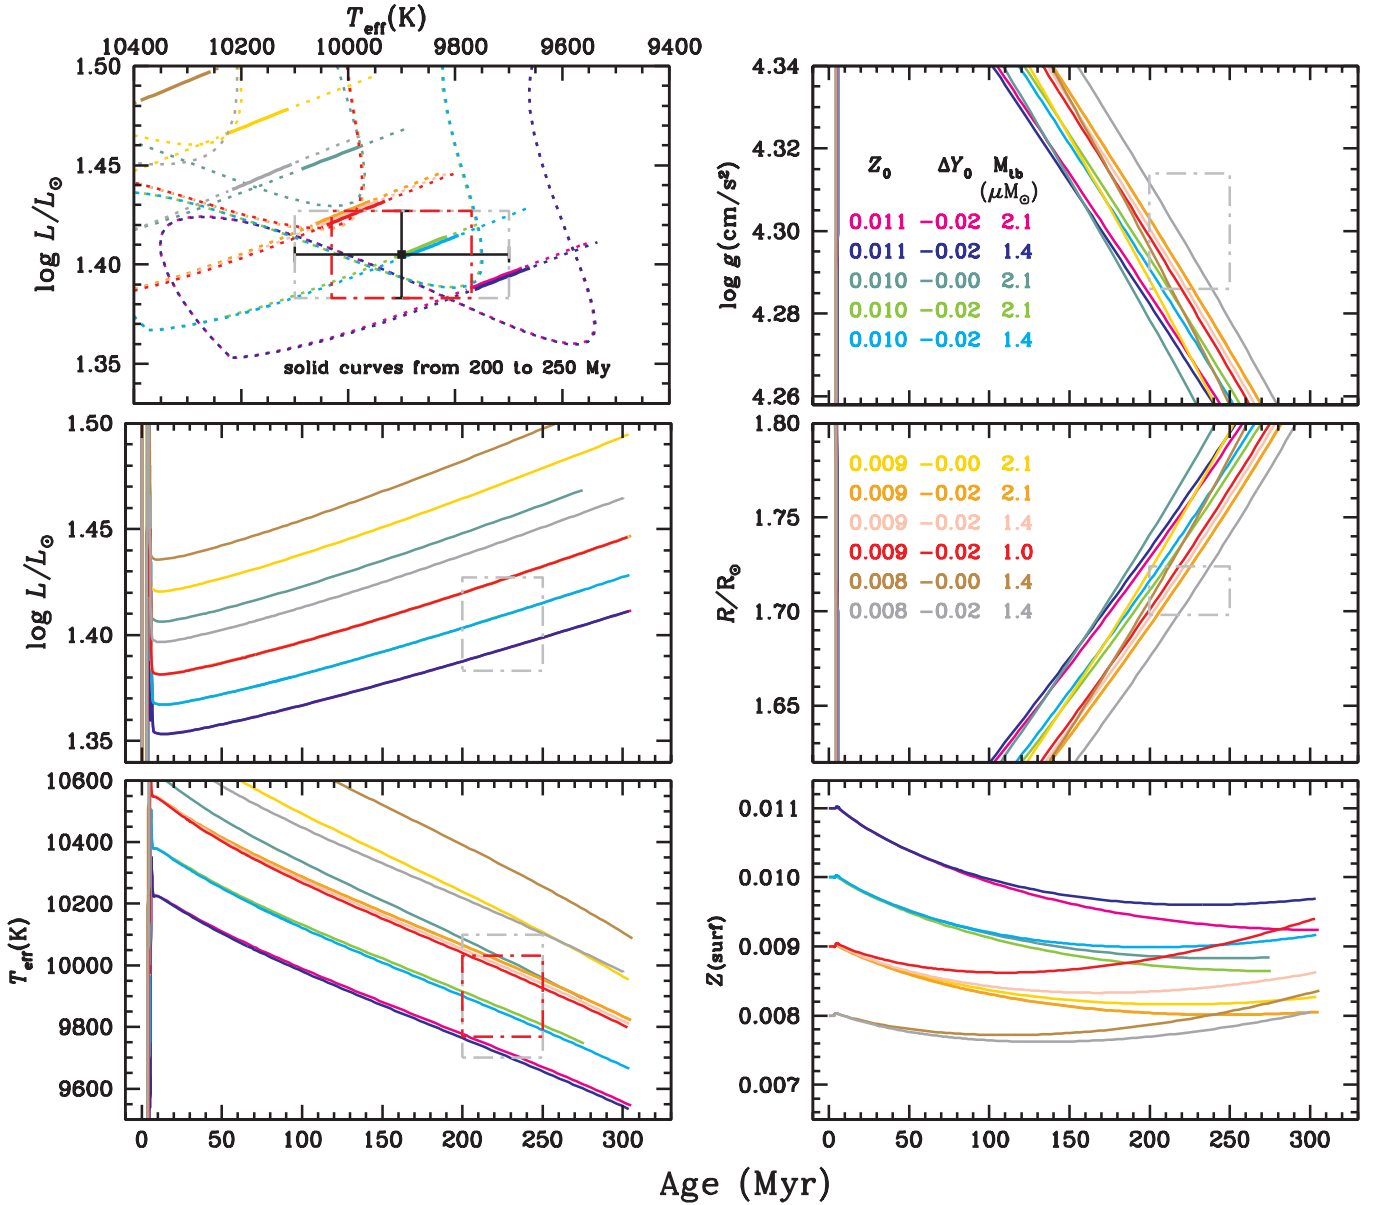 T_eff(K)
10400 10200 10000 9800 9600 9400
1.50
1.45
1.40
1.35
log L/L⊙
solid curves from 200 to 250 My
4.34
4.32
4.30
4.28
4.26
log g(cm/s²)
Z₀ ΔY₀ M_tb
(μM⊙)
0.011 −0.02 2.1
0.011 −0.02 1.4
0.010 −0.00 2.1
0.010 −0.02 2.1
0.010 −0.02 1.4
1.50
1.45
1.40
1.35
log L/L⊙
1.80
1.75
1.70
1.65
R/R⊙
0.009 −0.00 2.1
0.009 −0.02 2.1
0.009 −0.02 1.4
0.009 −0.02 1.0
0.008 −0.00 1.4
0.008 −0.02 1.4
10600
10400
10200
10000
9800
9600
T_eff(K)
0 50 100 150 200 250 300
0.011
0.010
0.009
0.008
0.007
Z(surf)
0 50 100 150 200 250 300
Age (Myr)